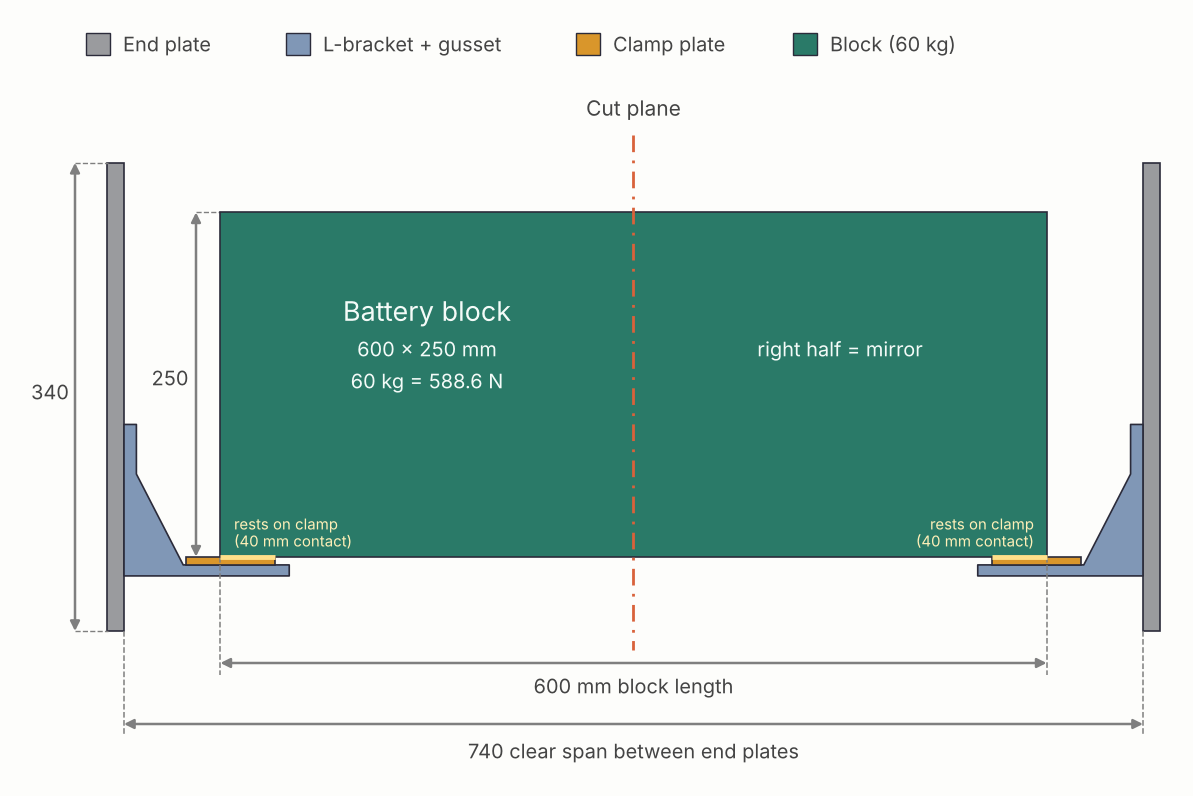 End plate
L-bracket + gusset
Clamp plate
Block (60 kg)
Cut plane
Battery block
600 × 250 mm
60 kg = 588.6 N
right half = mirror
340
250
rests on clamp
(40 mm contact)
rests on clamp
(40 mm contact)
600 mm block length
740 clear span between end plates